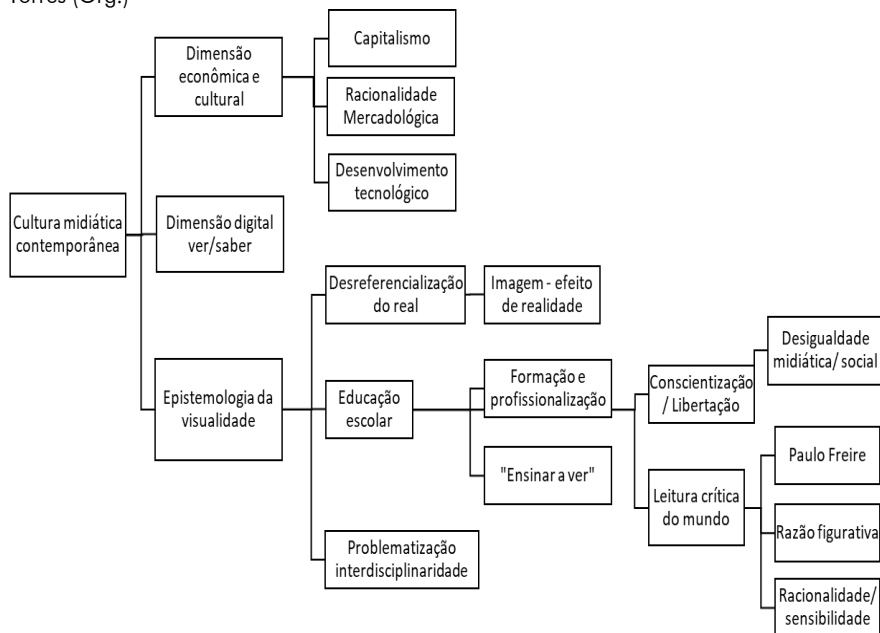 Torres (Org.)
Cultura midiática
contemporânea
Dimensão
econômica e
cultural
Capitalismo
Racionalidade
Mercadológica
Desenvolvimento
tecnológico
Dimensão digital
ver/saber
Epistemologia da
visualidade
Desreferencialização
do real
Imagem - efeito
de realidade
Educação
escolar
Formação e
profissionalização
Conscientização
/ Libertação
Desigualdade
midiática/ social
Leitura crítica
do mundo
Paulo Freire
Razão figurativa
Racionalidade/
sensibilidade
"Ensinar a ver"
Problematização
interdisciplinaridade